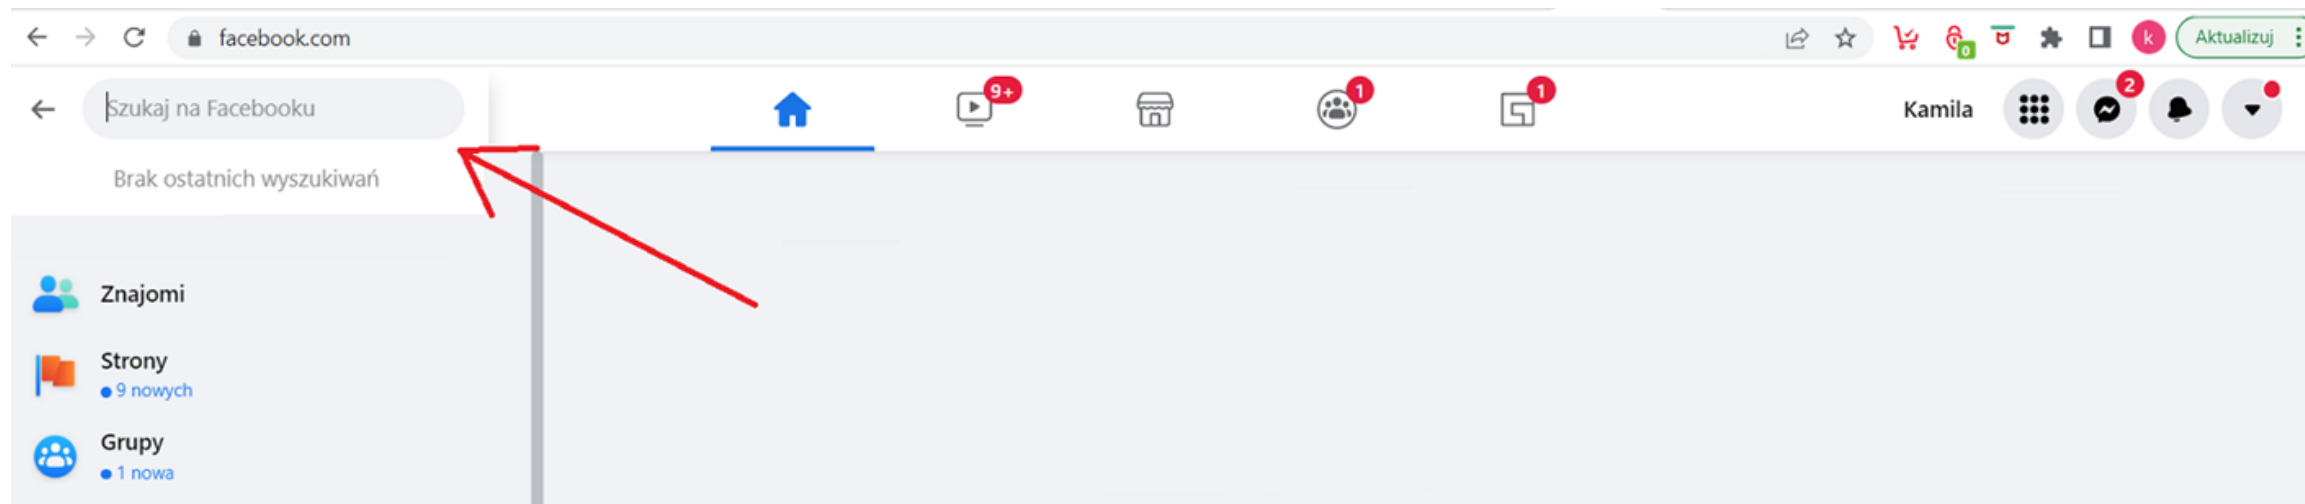 facebook.com
0
k
Aktualizuj
Szukaj na Facebooku
9+
1
1
Kamila
2
Brak ostatnich wyszukiwań
Znajomi
Strony
9 nowych
Grupy
1 nowa